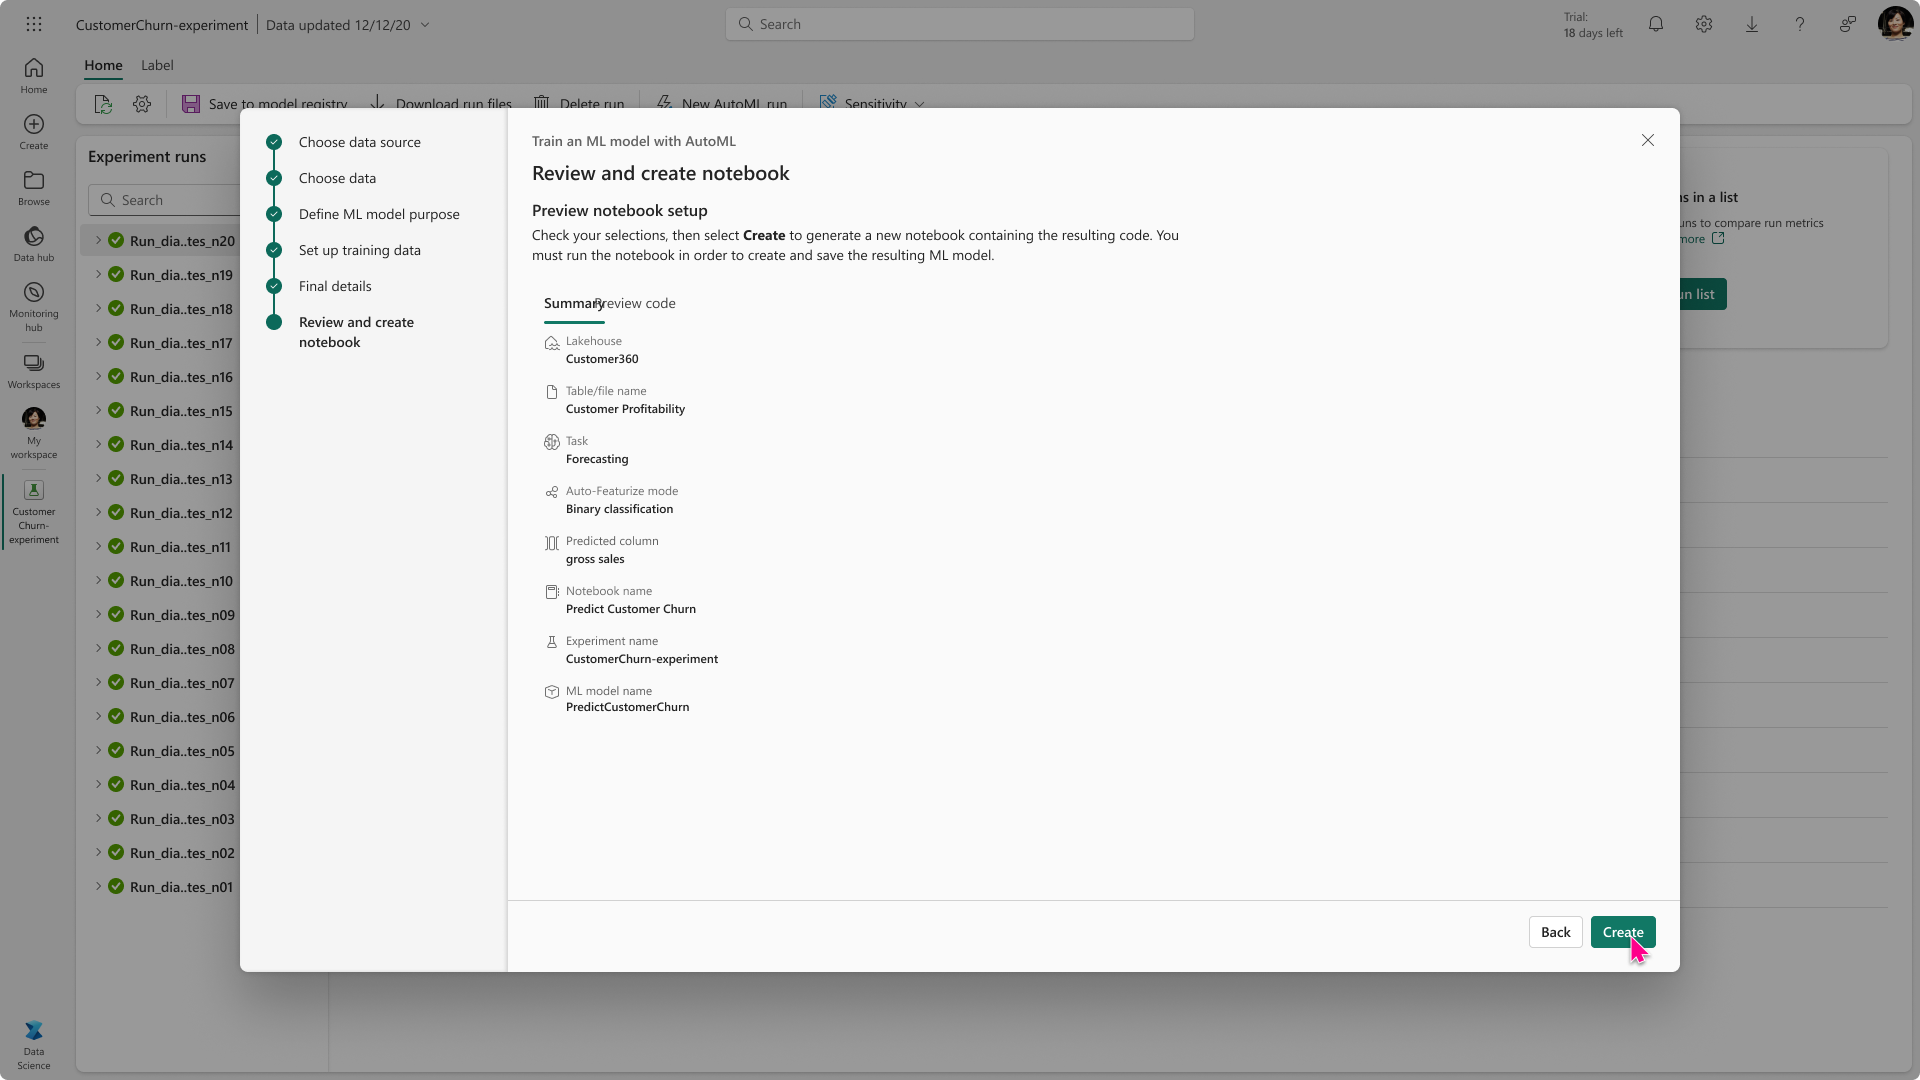 CustomerChurn-experiment
Data updated 12/12/20
Search
Trial:
18 days left
Home
Label
Save to model registry
Download run files
Delete run
New AutoML run
Sensitivity
Home
Create
Browse
Data hub
Monitoring
hub
Workspaces
My
workspace
Customer
Churn-
experiment
Data
Science
Experiment runs
Search
Run_dia..tes_n20
Run_dia..tes_n19
Run_dia..tes_n18
Run_dia..tes_n17
Run_dia..tes_n16
Run_dia..tes_n15
Run_dia..tes_n14
Run_dia..tes_n13
Run_dia..tes_n12
Run_dia..tes_n11
Run_dia..tes_n10
Run_dia..tes_n09
Run_dia..tes_n08
Run_dia..tes_n07
Run_dia..tes_n06
Run_dia..tes_n05
Run_dia..tes_n04
Run_dia..tes_n03
Run_dia..tes_n02
Run_dia..tes_n01
Choose data source
Choose data
Define ML model purpose
Set up training data
Final details
Review and create
notebook
Train an ML model with AutoML
Review and create notebook
Preview notebook setup
Check your selections, then select Create to generate a new notebook containing the resulting code. You
must run the notebook in order to create and save the resulting ML model.
Summary
Preview code
Lakehouse
Customer360
Table/file name
Customer Profitability
Task
Forecasting
Auto-Featurize mode
Binary classification
Predicted column
gross sales
Notebook name
Predict Customer Churn
Experiment name
CustomerChurn-experiment
ML model name
PredictCustomerChurn
Back
Create
in a list
to compare run metrics
more
list